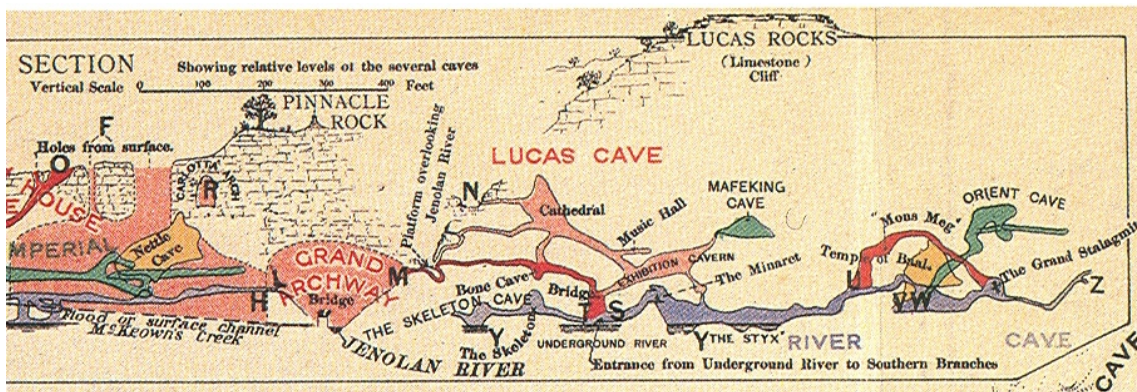 SECTION
Showing relative levels of the several caves
Vertical Scale 0 100 200 300 400 Feet
LUCAS ROCKS
(Limestone)
Cliff
PINNACLE
ROCK
F
Holes from surface.
O
HOUSE
CARLOTTA ARCH
R
IMPERIAL
Nettle
Cave
L
H
GRAND
ARCHWAY
Bridge
M
Flood or surface channel
McKeown's Creek
JENOLAN RIVER
Platform overlooking
Jenolan River
N
LUCAS CAVE
Cathedral
Music Hall
MAFEKING
CAVE
EXHIBITION CAVERN
The Minaret
Bone Cave
Bridge
S
THE SKELETON CAVE
The Skeleton
Y
UNDERGROUND RIVER
Entrance from Underground River to Southern Branches
Y
"THE STYX"
RIVER
CAVE
U
"Mons Meg"
Temple of Baal.
VW
ORIENT CAVE
The Grand Stalagmi
Z
CAVE